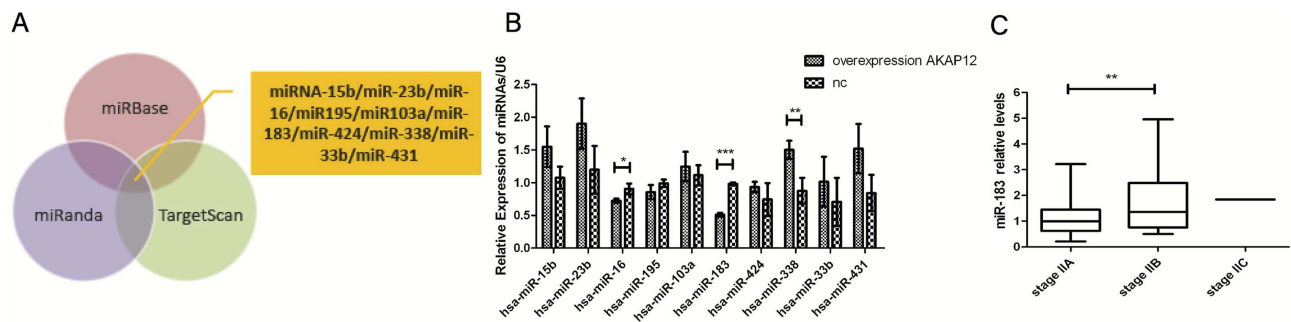 A
miRBase
miRanda
TargetScan
miRNA-15b/miR-23b/miR-
16/miR195/miR103a/miR-
183/miR-424/miR-338/miR-
33b/miR-431
B
overexpression AKAP12
nc
Relative Expression of miRNAs/U6
2.5
2.0
1.5
1.0
0.5
0.0
*
***
**
hsa-miR-15b
hsa-miR-23b
hsa-miR-16
hsa-miR-195
hsa-miR-103a
hsa-miR-183
hsa-miR-424
hsa-miR-338
hsa-miR-33b
hsa-miR-431
C
miR-183 relative levels
6
5
4
3
2
1
0
**
stage IIA
stage IIB
stage IIC